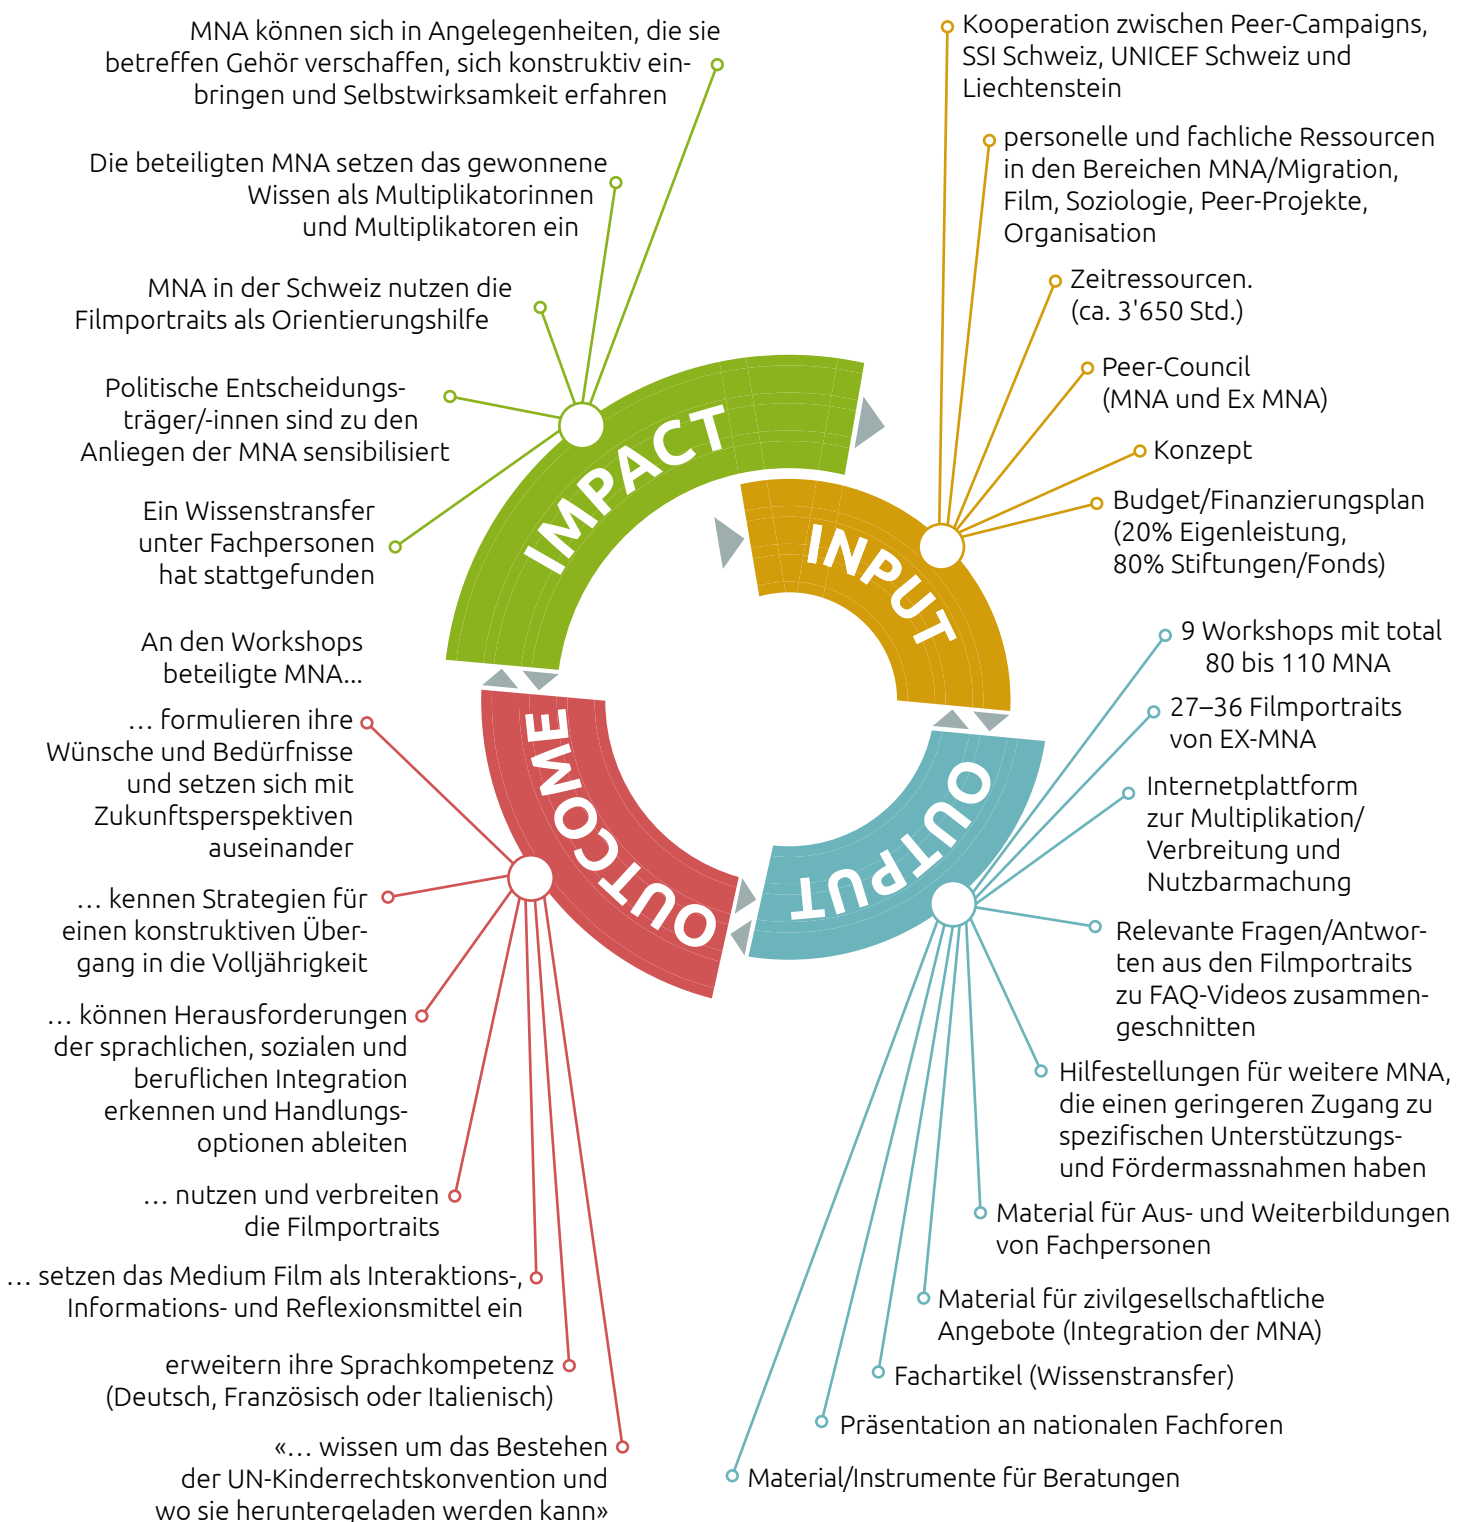 MNA können sich in Angelegenheiten, die sie
betreffen Gehör verschaffen, sich konstruktiv ein-
bringen und Selbstwirksamkeit erfahren
Die beteiligten MNA setzen das gewonnene
Wissen als Multiplikatorinnen
und Multiplikatoren ein
MNA in der Schweiz nutzen die
Filmportraits als Orientierungshilfe
Politische Entscheidungs-
träger/-innen sind zu den
Anliegen der MNA sensibilisiert
Ein Wissenstransfer
unter Fachpersonen
hat stattgefunden
IMPACT
Kooperation zwischen Peer-Campaigns,
SSI Schweiz, UNICEF Schweiz und
Liechtenstein
personelle und fachliche Ressourcen
in den Bereichen MNA/Migration,
Film, Soziologie, Peer-Projekte,
Organisation
Zeitressourcen.
(ca. 3'650 Std.)
Peer-Council
(MNA und Ex MNA)
Konzept
Budget/Finanzierungsplan
(20% Eigenleistung,
80% Stiftungen/Fonds)
INPUT
9 Workshops mit total
80 bis 110 MNA
27–36 Filmportraits
von EX-MNA
Internetplattform
zur Multiplikation/
Verbreitung und
Nutzbarmachung
Relevante Fragen/Antwor-
ten aus den Filmportraits
zu FAQ-Videos zusammen-
geschnitten
Hilfestellungen für weitere MNA,
die einen geringeren Zugang zu
spezifischen Unterstützungs-
und Fördermassnahmen haben
Material für Aus- und Weiterbildungen
von Fachpersonen
Material für zivilgesellschaftliche
Angebote (Integration der MNA)
Fachartikel (Wissenstransfer)
Präsentation an nationalen Fachforen
Material/Instrumente für Beratungen
OUTPUT
An den Workshops
beteiligte MNA...
… formulieren ihre
Wünsche und Bedürfnisse
und setzen sich mit
Zukunftsperspektiven
auseinander
… kennen Strategien für
einen konstruktiven Über-
gang in die Volljährigkeit
… können Herausforderungen
der sprachlichen, sozialen und
beruflichen Integration
erkennen und Handlungs-
optionen ableiten
… nutzen und verbreiten
die Filmportraits
… setzen das Medium Film als Interaktions-,
Informations- und Reflexionsmittel ein
erweitern ihre Sprachkompetenz
(Deutsch, Französisch oder Italienisch)
«… wissen um das Bestehen
der UN-Kinderrechtskonvention und
wo sie heruntergeladen werden kann»
OUTCOME